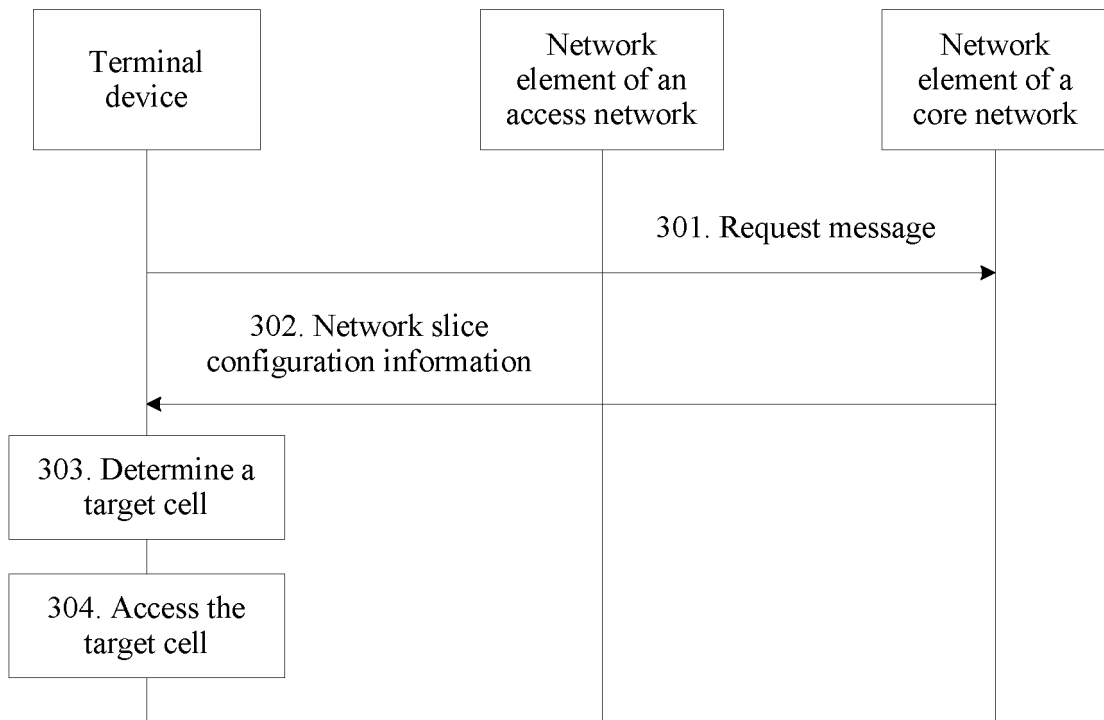 Terminal
device
Network
element of an
access network
Network
element of a
core network
301. Request message
302. Network slice
configuration information
303. Determine a
target cell
304. Access the
target cell